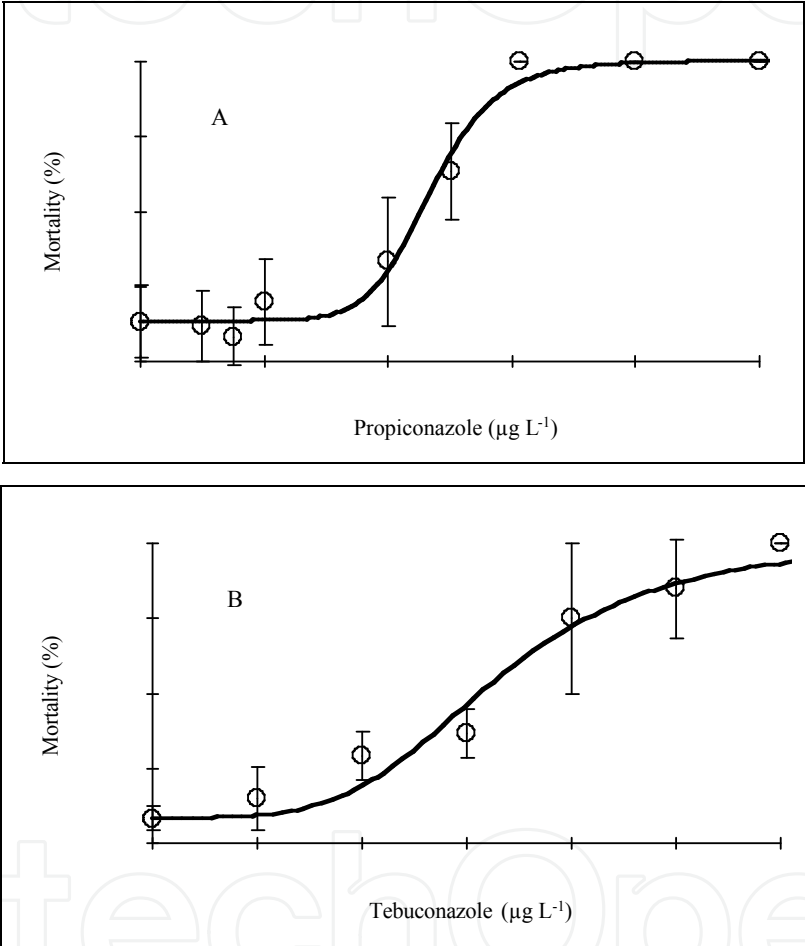 A
Mortality (%)
Propiconazole (µg L-1)
B
Mortality (%)
Tebuconazole (µg L-1)